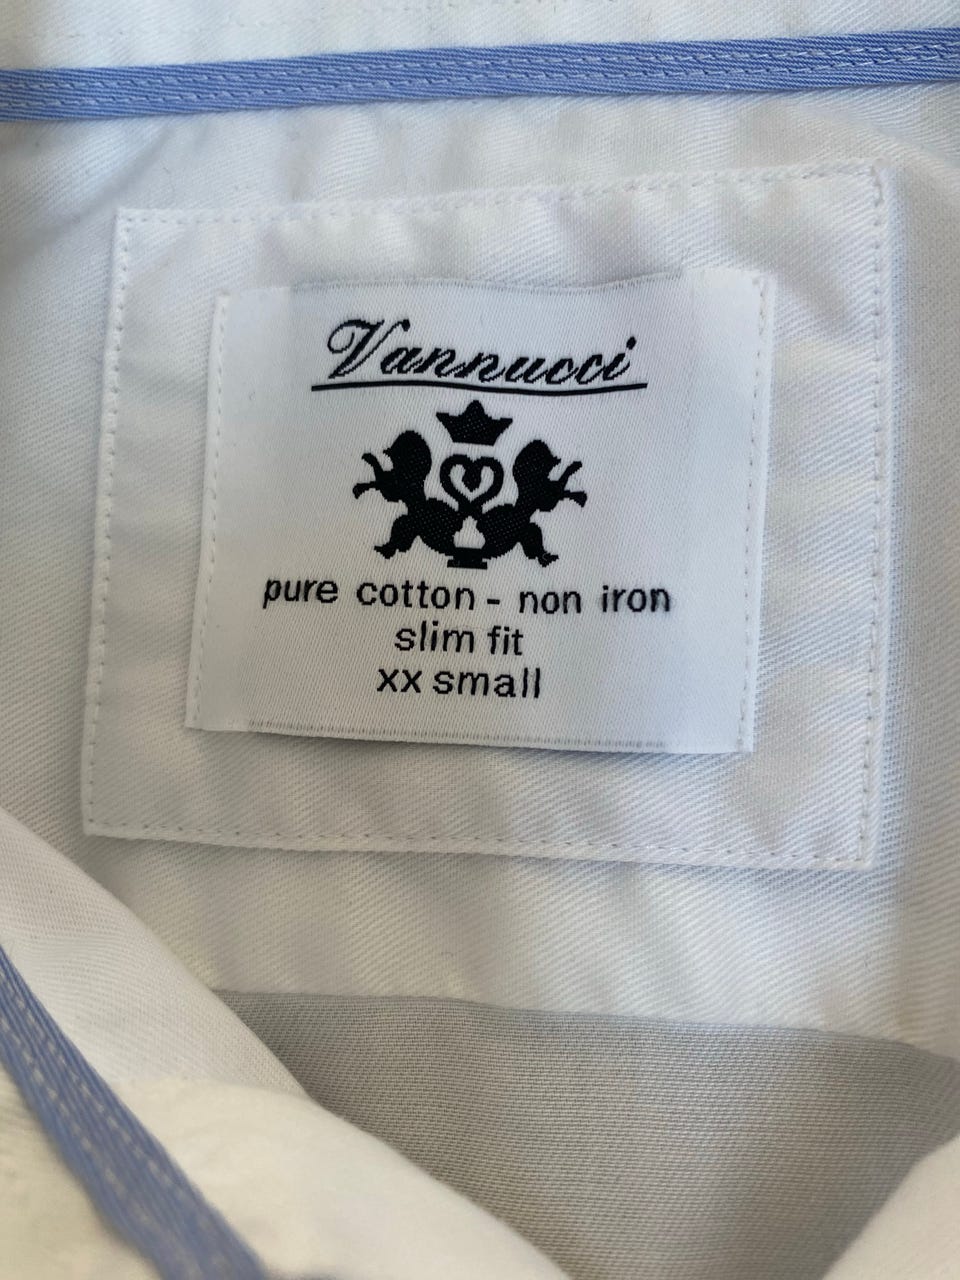 Vannucci
pure cotton - non iron
slim fit
xx small